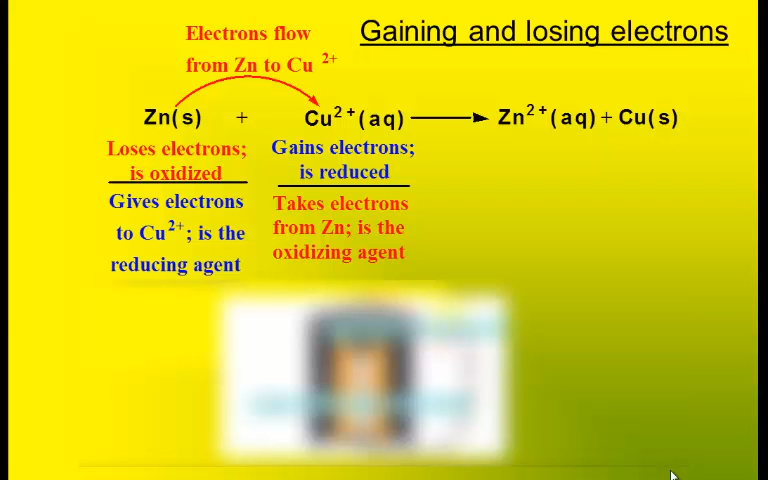 Gaining and losing electrons
Electrons flow
from Zn to Cu 2+
Zn(s) + Cu2+(aq) ⟶ Zn2+(aq) + Cu(s)
Loses electrons;
is oxidized
Gives electrons
to Cu2+; is the
reducing agent
Gains electrons;
is reduced
Takes electrons
from Zn; is the
oxidizing agent